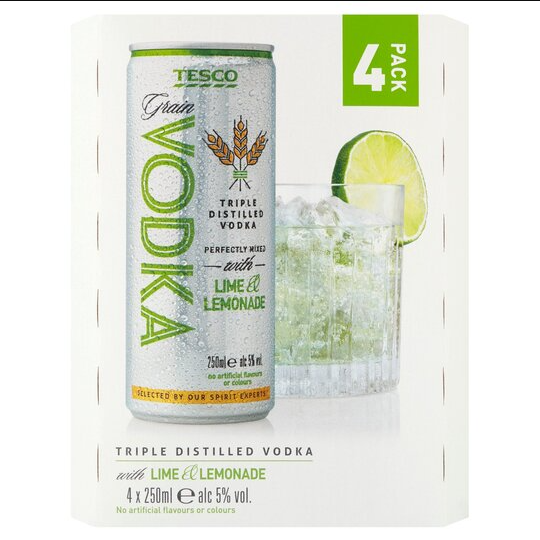 4 PACK
TESCO
Grain
VODKA
TRIPLE
DISTILLED
VODKA
PERFECTLY MIXED
with
LIME &
LEMONADE
250ml e alc 5% vol.
no artificial flavours
or colours
SELECTED BY OUR SPIRIT EXPERTS
TRIPLE DISTILLED VODKA
with LIME & LEMONADE
4 x 250ml e alc 5% vol.
No artificial flavours or colours